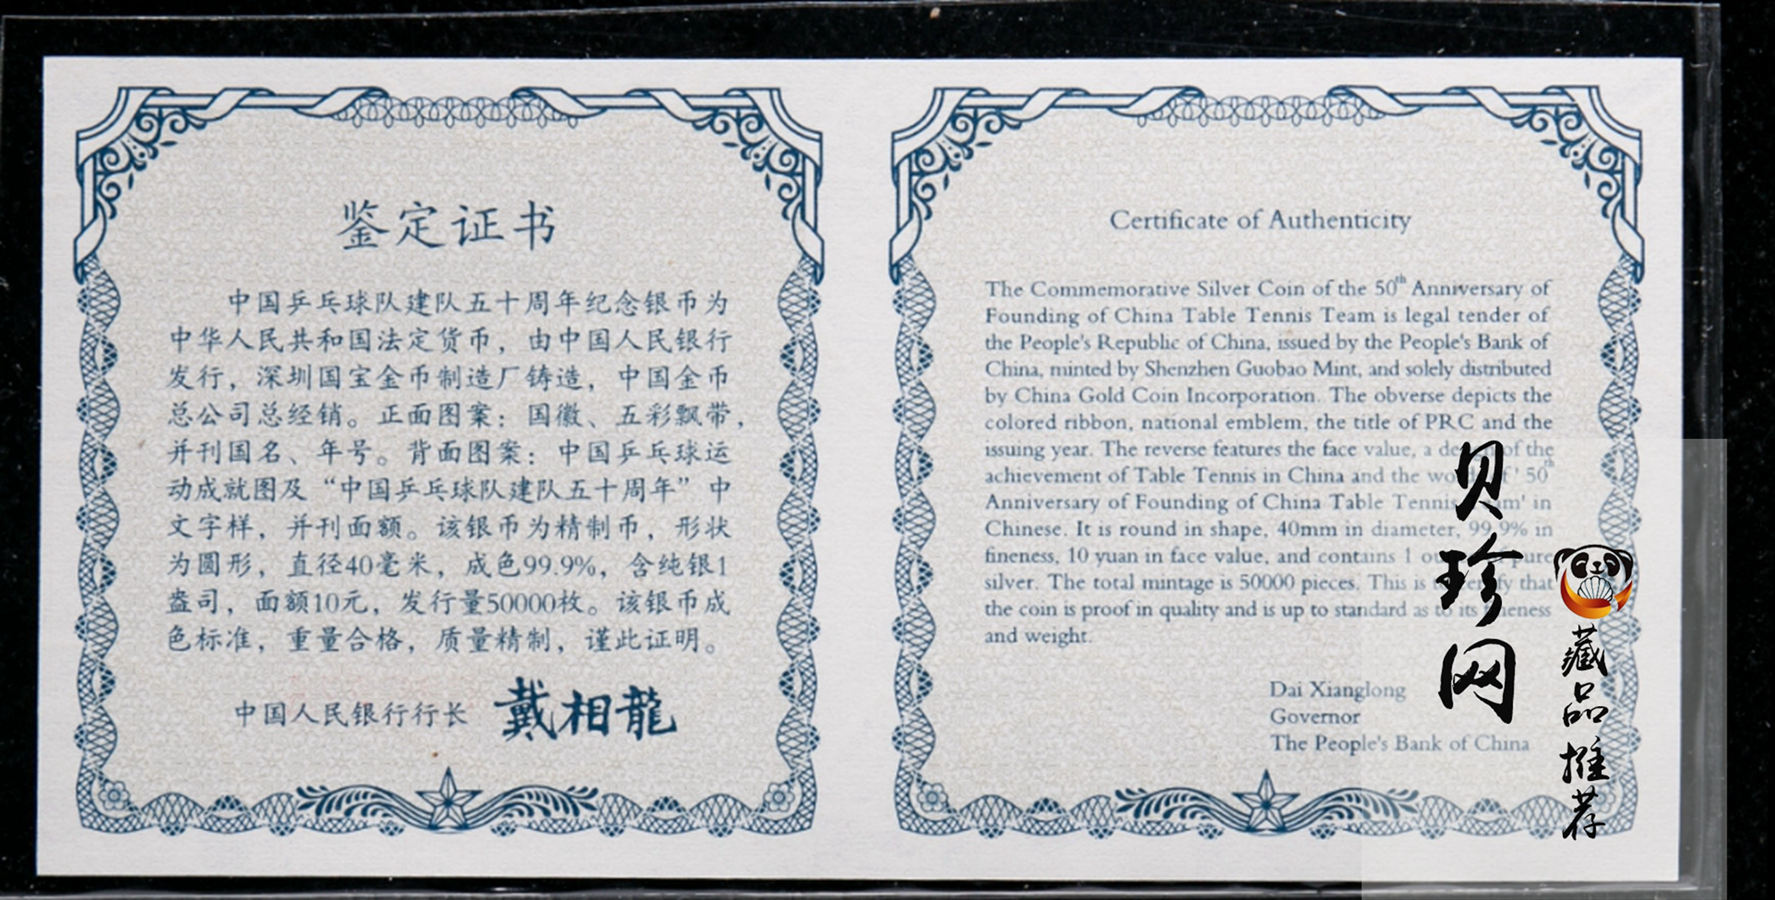 鉴定证书
中国乒乓球队建队五十周年纪念银币为
中华人民共和国法定货币，由中国人民银行
发行，深圳国宝金币制造厂铸造，中国金币
总公司总经销。正面图案：国徽、五彩飘带，
并刊国名、年号。背面图案：中国乒乓球运
动成就图及“中国乒乓球队建队五十周年”中
文字样，并刊面额。该银币为精制币，形状
为圆形，直径40毫米，成色99.9%，含纯银1
盎司，面额10元，发行量50000枚。该银币成
色标准，重量合格，质量精制，谨此证明。
中国人民银行行长 戴相龍
Certificate of Authenticity
The Commemorative Silver Coin of the 50th Anniversary of
Founding of China Table Tennis Team is legal tender of
the People's Republic of China, issued by the People's Bank of
China, minted by Shenzhen Guobao Mint, and solely distributed
by China Gold Coin Incorporation. The obverse depicts the
colored ribbon, national emblem, the title of PRC and the
issuing year. The reverse features the face value, a of the
achievement of Table Tennis in China and the ' 50th
Anniversary of Founding of China Table Tennis in
Chinese. It is round in shape, 40mm in diameter, 99.9% in
fineness, 10 yuan in face value, and contains 1 pure
silver. The total mintage is 50000 pieces. This is that
the coin is proof in quality and is up to standard as to its fineness
and weight.
Dai Xianglong
Governor
The People's Bank of China
贝珍网
藏品推荐